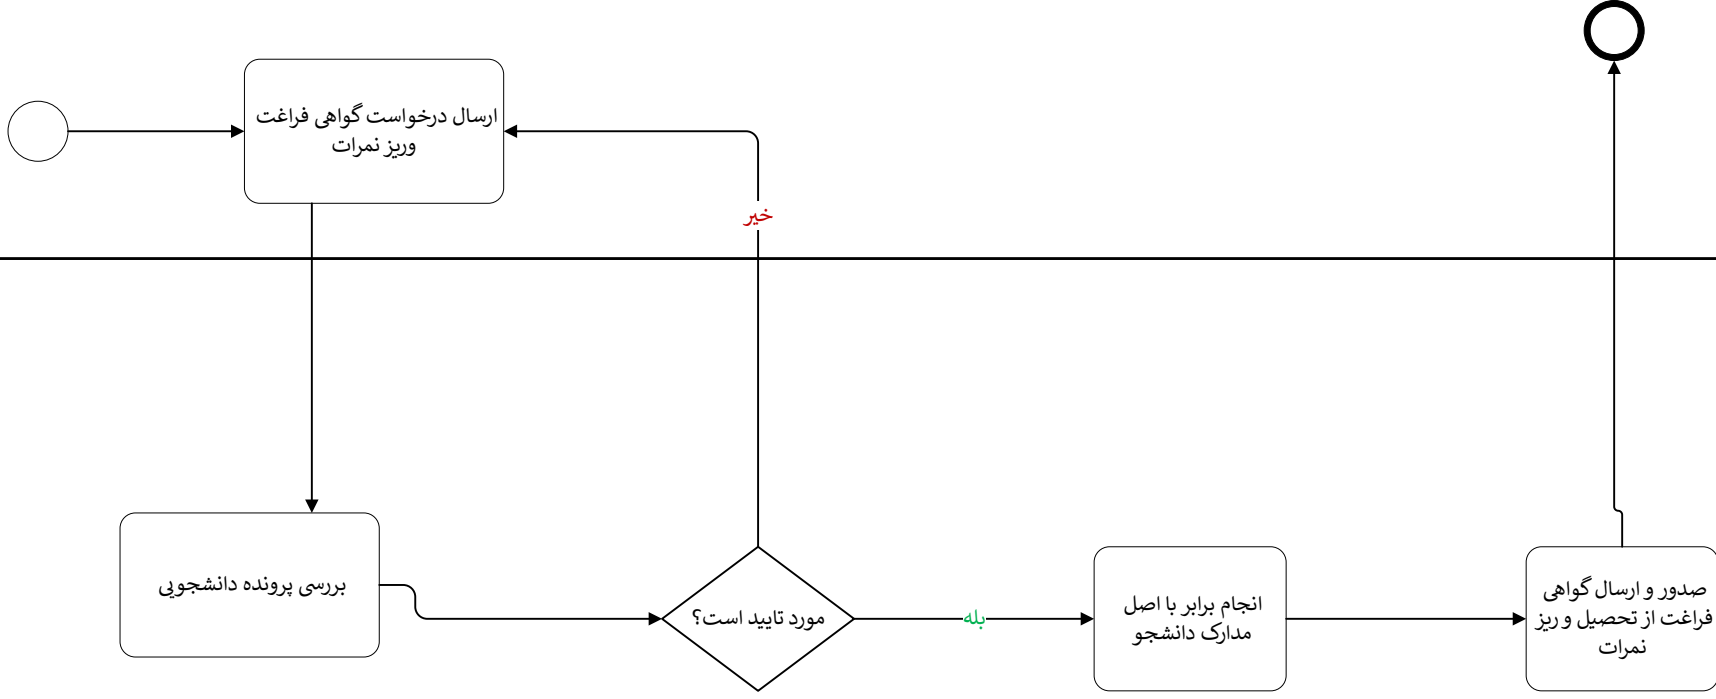 ارسال درخواست گواهی فراغت
وریز نمرات
خیر
بررسی پرونده دانشجویی
مورد تایید است؟
بله
انجام برابر با اصل
مدارک دانشجو
صدور و ارسال گواهی
فراغت از تحصیل و ریز
نمرات